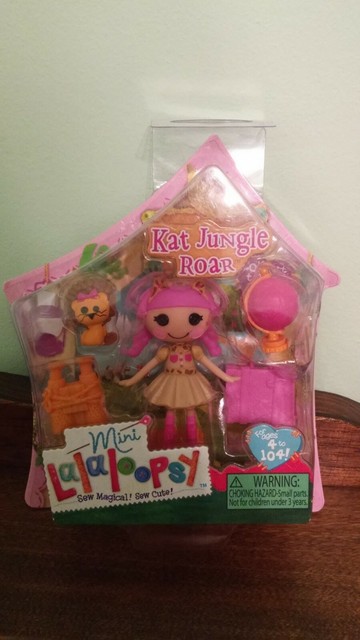 Kat Jungle
Roar
Mini
Lalaloopsy™
Sew Magical! Sew Cute!
for ages
4 to
104!
WARNING:
CHOKING HAZARD-Small parts.
Not for children under 3 years.